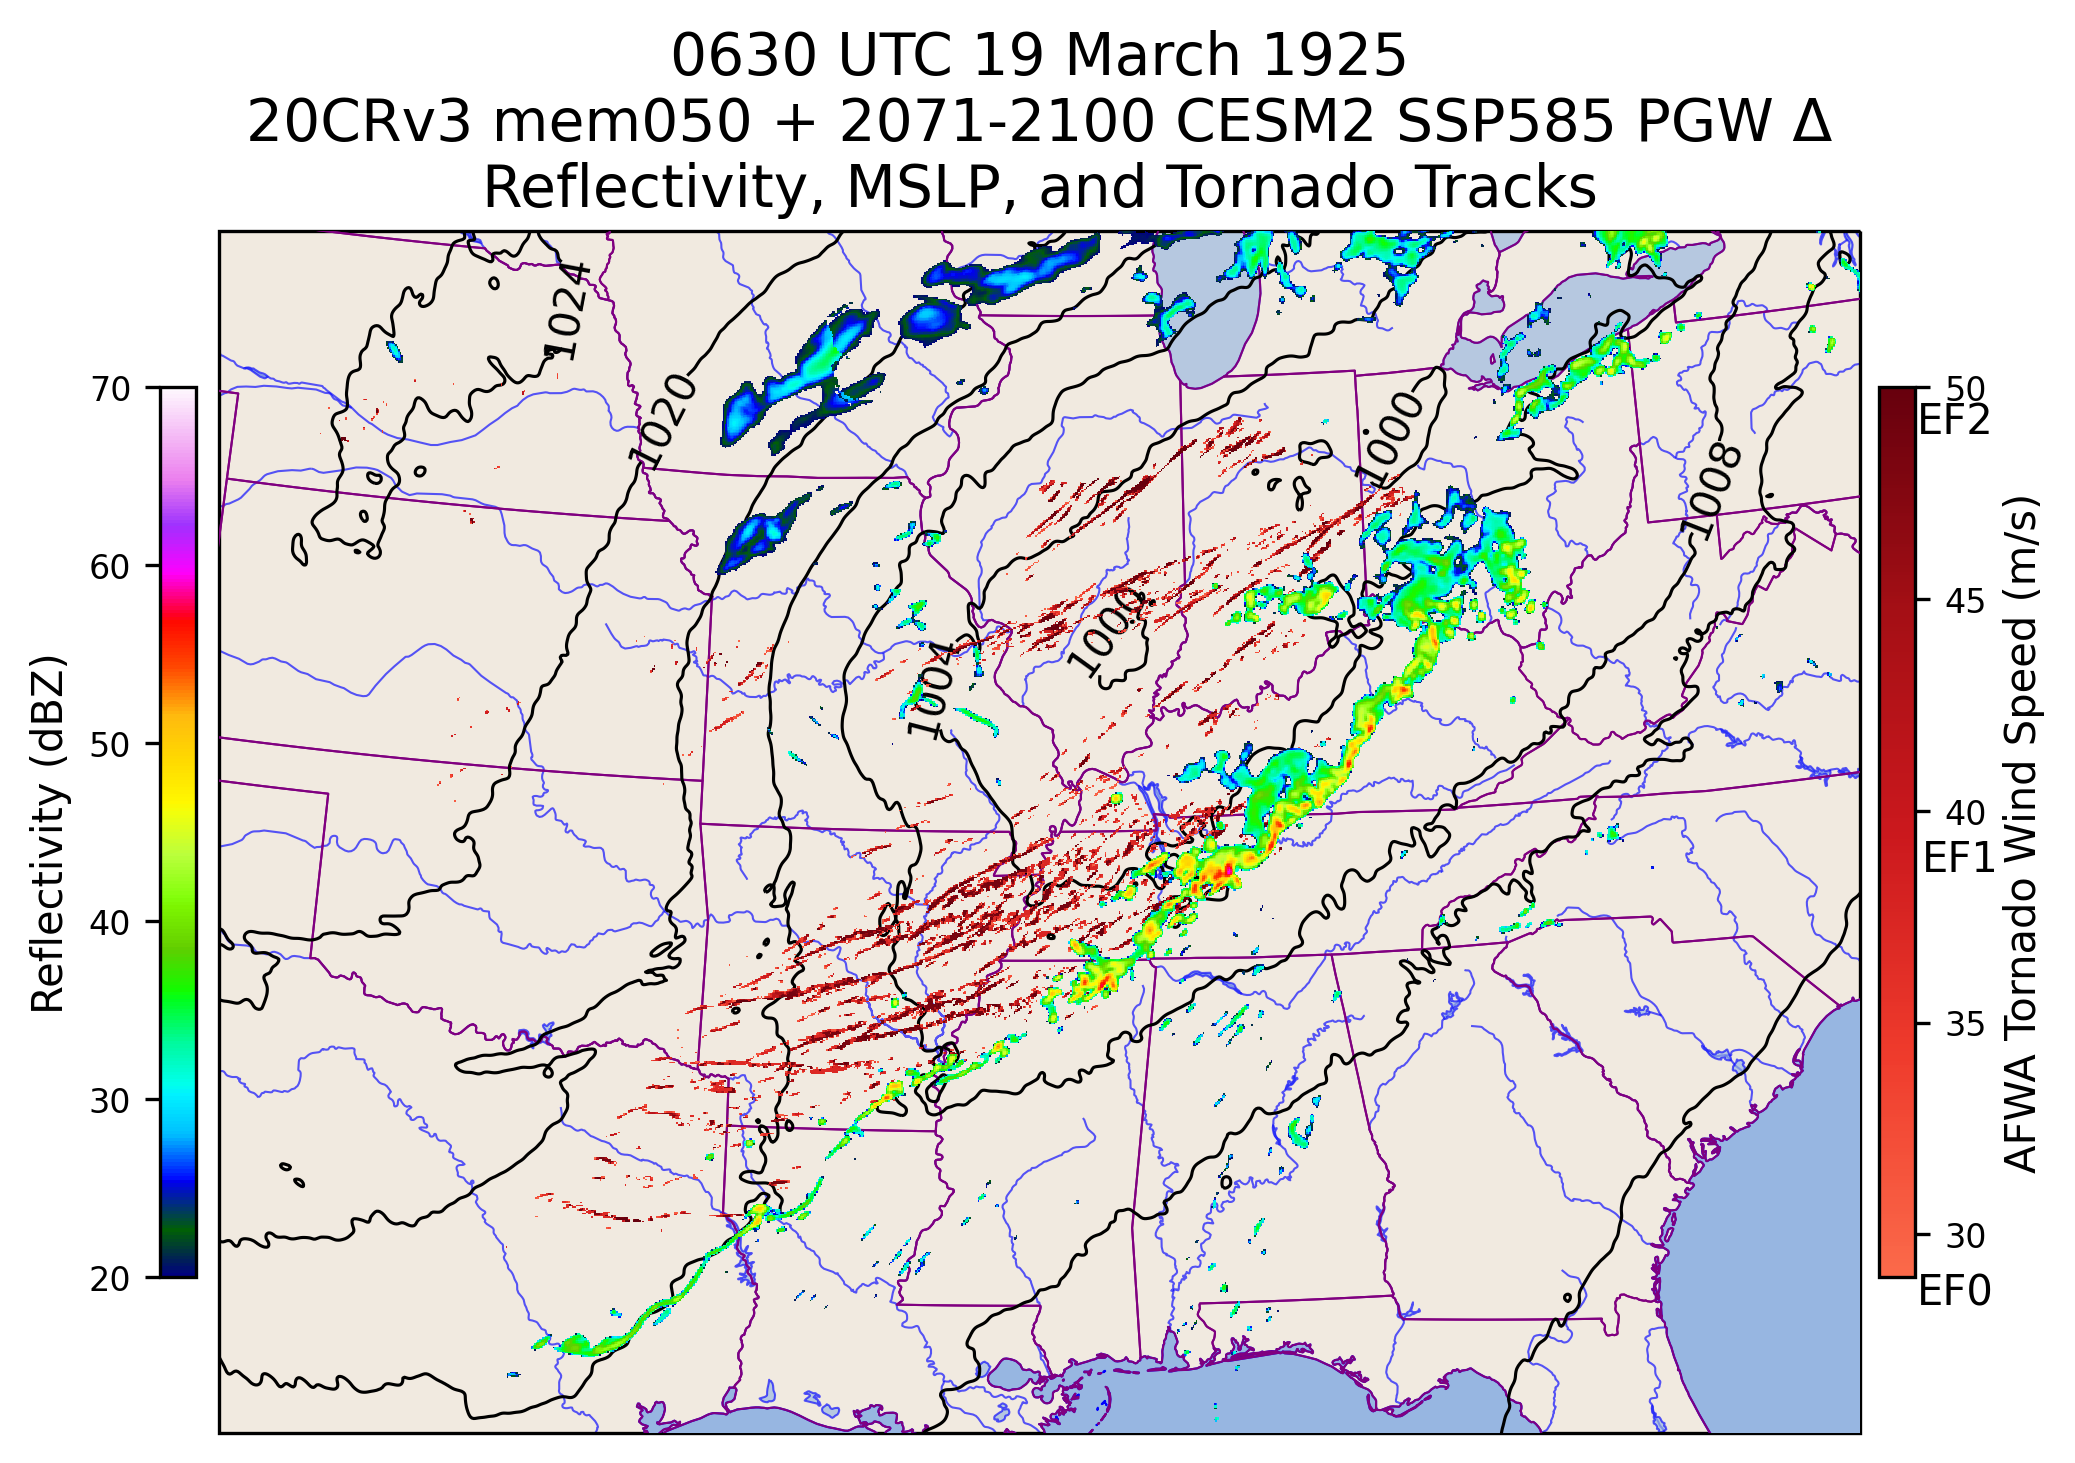 0630 UTC 19 March 1925
20CRv3 mem050 + 2071-2100 CESM2 SSP585 PGW Δ
Reflectivity, MSLP, and Tornado Tracks
Reflectivity (dBZ)
70
60
50
40
30
20
1024
1020
1000
1008
1000
1004
50
EF2
45
40
EF1
35
30
EF0
AFWA Tornado Wind Speed (m/s)